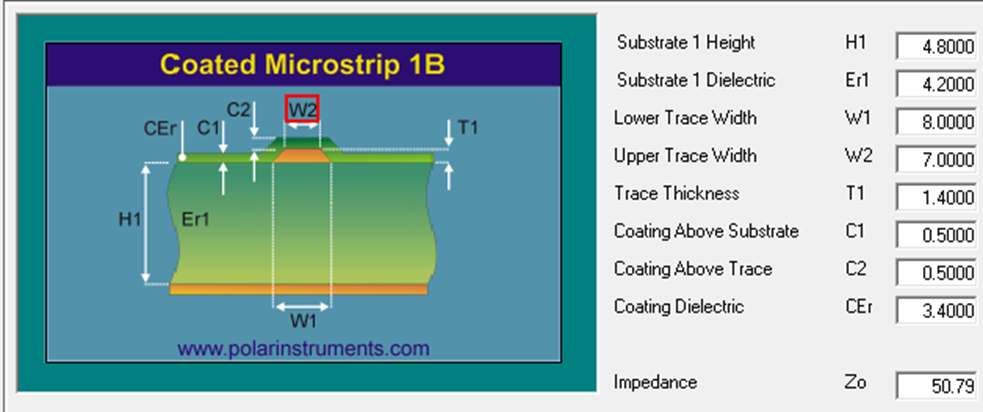 Coated Microstrip 1B
C2
W2
CEr
C1
T1
H1
Er1
W1
www.polarinstruments.com
Substrate 1 Height H1 4.8000
Substrate 1 Dielectric Er1 4.2000
Lower Trace Width W1 8.0000
Upper Trace Width W2 7.0000
Trace Thickness T1 1.4000
Coating Above Substrate C1 0.5000
Coating Above Trace C2 0.5000
Coating Dielectric CEr 3.4000
Impedance Zo 50.79